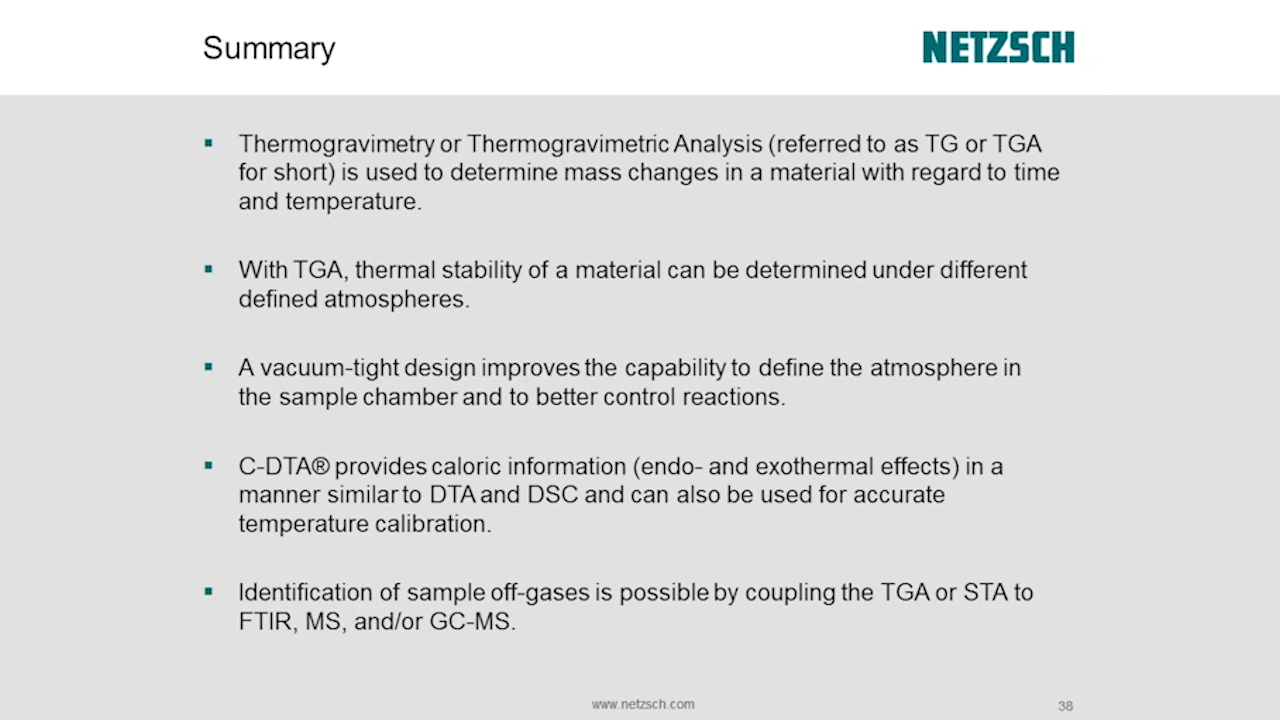 Summary
NETZSCH
▪ Thermogravimetry or Thermogravimetric Analysis (referred to as TG or TGA
for short) is used to determine mass changes in a material with regard to time
and temperature.
▪ With TGA, thermal stability of a material can be determined under different
defined atmospheres.
▪ A vacuum-tight design improves the capability to define the atmosphere in
the sample chamber and to better control reactions.
▪ C-DTA® provides caloric information (endo- and exothermal effects) in a
manner similar to DTA and DSC and can also be used for accurate
temperature calibration.
▪ Identification of sample off-gases is possible by coupling the TGA or STA to
FTIR, MS, and/or GC-MS.
www.netzsch.com
38